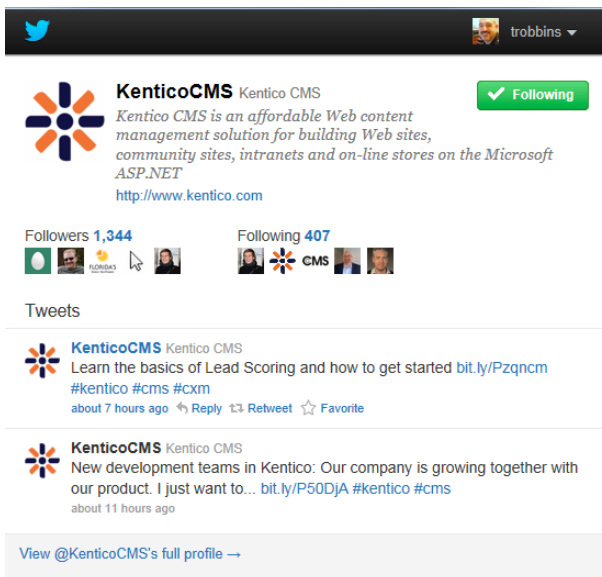 trobbins
KenticoCMS Kentico CMS
Following
Kentico CMS is an affordable Web content
management solution for building Web sites,
community sites, intranets and on-line stores on the Microsoft
ASP.NET
http://www.kentico.com
Followers 1,344
Following 407
FLORIDA'S
CMS
Tweets
KenticoCMS Kentico CMS
Learn the basics of Lead Scoring and how to get started bit.ly/Pzqncm
#kentico #cms #cxm
about 7 hours ago Reply Retweet Favorite
KenticoCMS Kentico CMS
New development teams in Kentico: Our company is growing together with
our product. I just want to... bit.ly/P50DjA #kentico #cms
about 11 hours ago
View @KenticoCMS's full profile →